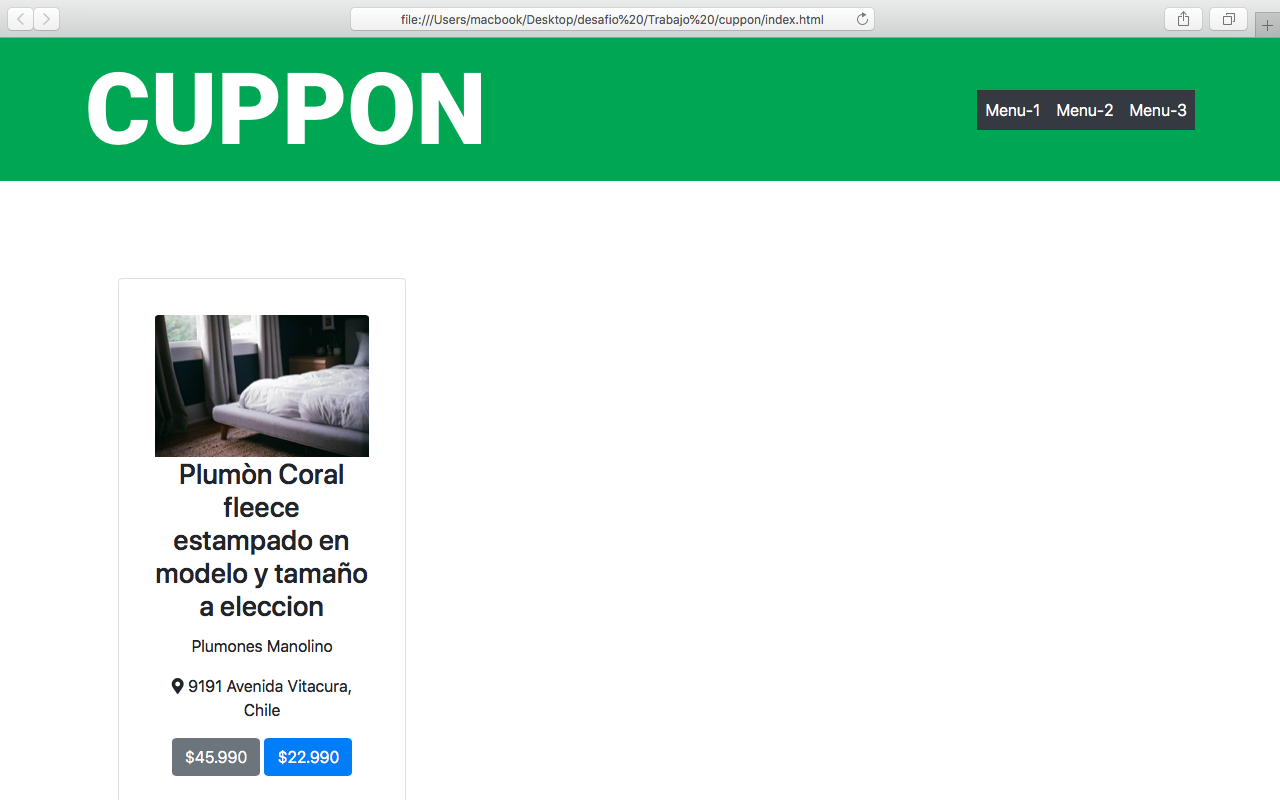 file:///Users/macbook/Desktop/desafio%20/Trabajo%20/cuppon/index.html
CUPPON
Menu-1 Menu-2 Menu-3
Plumòn Coral
fleece
estampado en
modelo y tamaño
a eleccion
Plumones Manolino
9191 Avenida Vitacura,
Chile
$45.990 $22.990